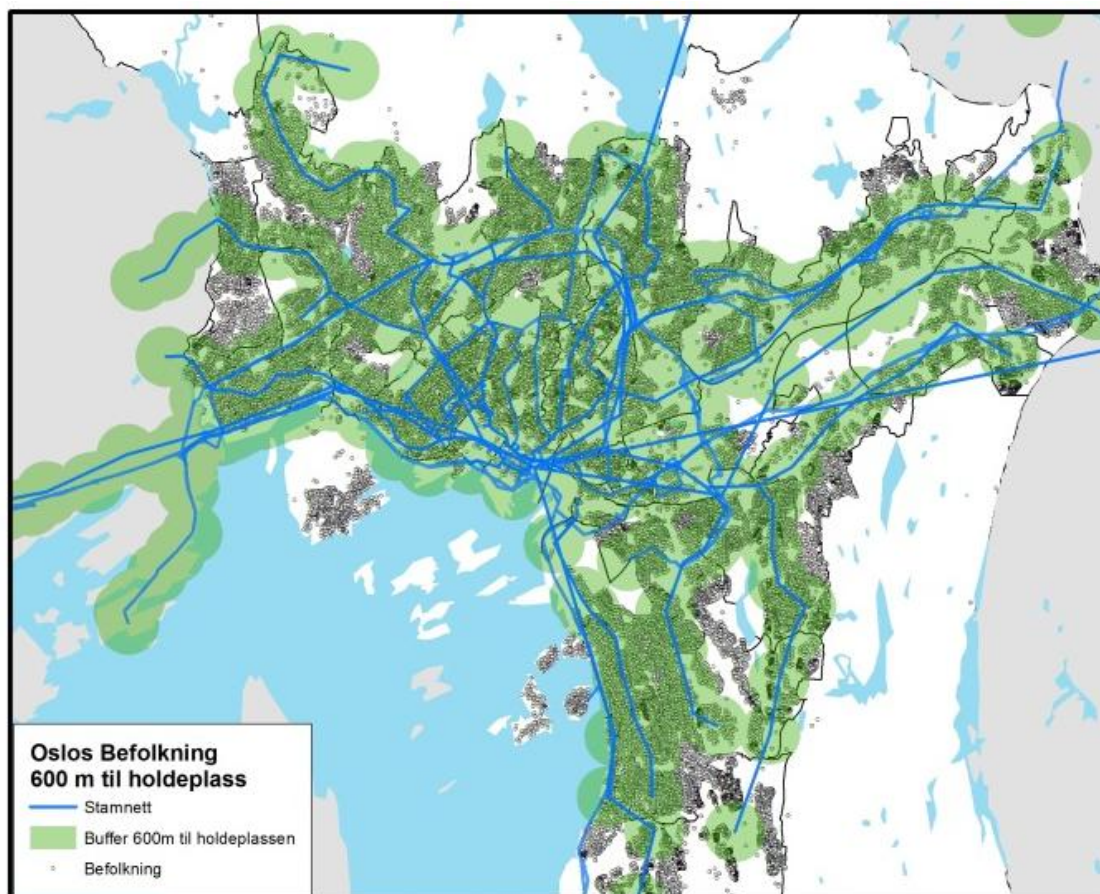 Oslos Befolkning
600 m til holdeplass
Stamnett
Buffer 600m til holdeplassen
Befolkning